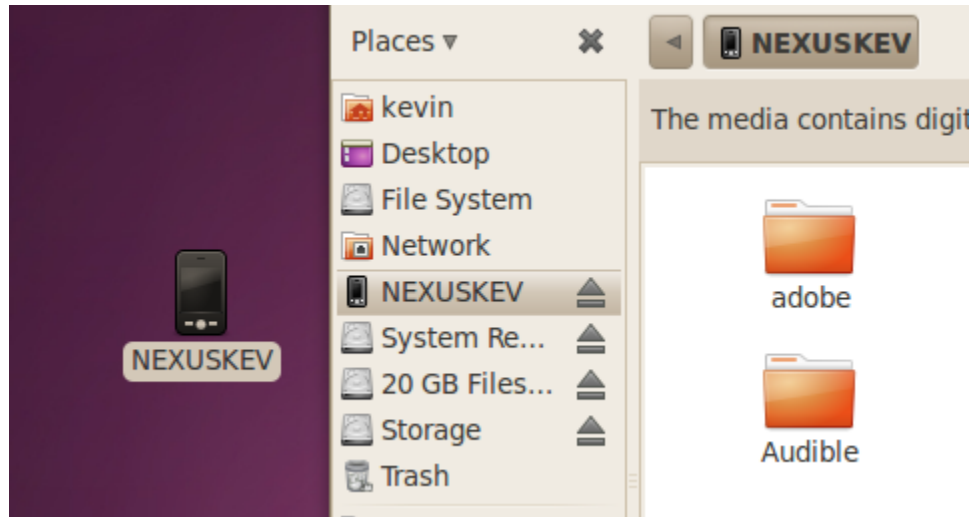 NEXUSKEV
Places
kevin
Desktop
File System
Network
NEXUSKEV
System Re...
20 GB Files...
Storage
Trash
NEXUSKEV
The media contains digit
adobe
Audible